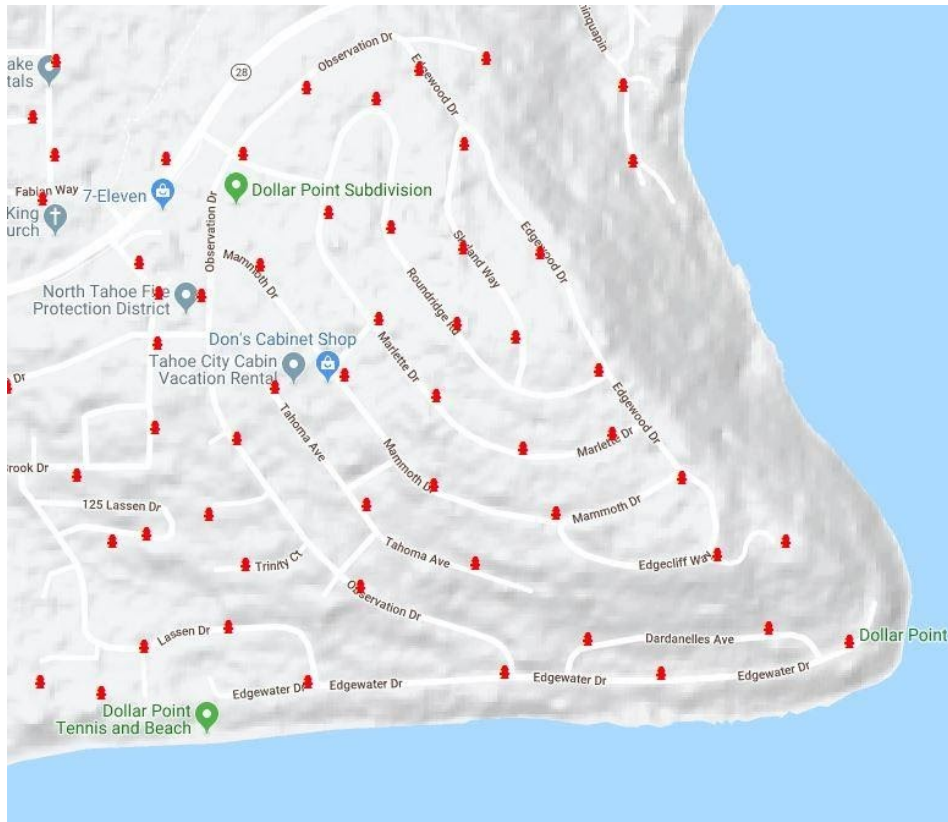 Observation Dr
28
ake
tals
Edgewood Dr
Fabian Way
7-Eleven
Dollar Point Subdivision
King
urch
Observation Dr
Mammoth Dr
Skyland Way
Edgewood Dr
North Tahoe Fire
Protection District
Roundridge Rd
Don's Cabinet Shop
Tahoe City Cabin
Vacation Rental
Marlette Dr
Dr
Edgewood Dr
Tahoma Ave
Marlette Dr
Mammoth Dr
rook Dr
125 Lassen Dr
Mammoth Dr
Trinity Ct
Tahoma Ave
Edgecliff Way
Observation Dr
Lassen Dr
Dardanelles Ave
Dollar Point
Edgewater Dr
Edgewater Dr
Edgewater Dr
Edgewater Dr
Dollar Point
Tennis and Beach